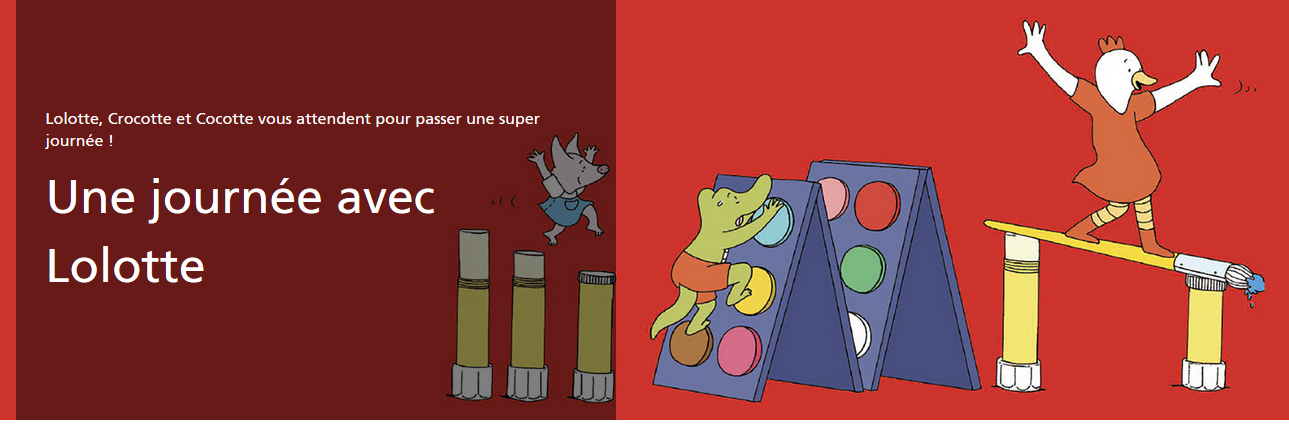 Lolotte, Crocotte et Cocotte vous attendent pour passer une super
journée !
Une journée avec
Lolotte